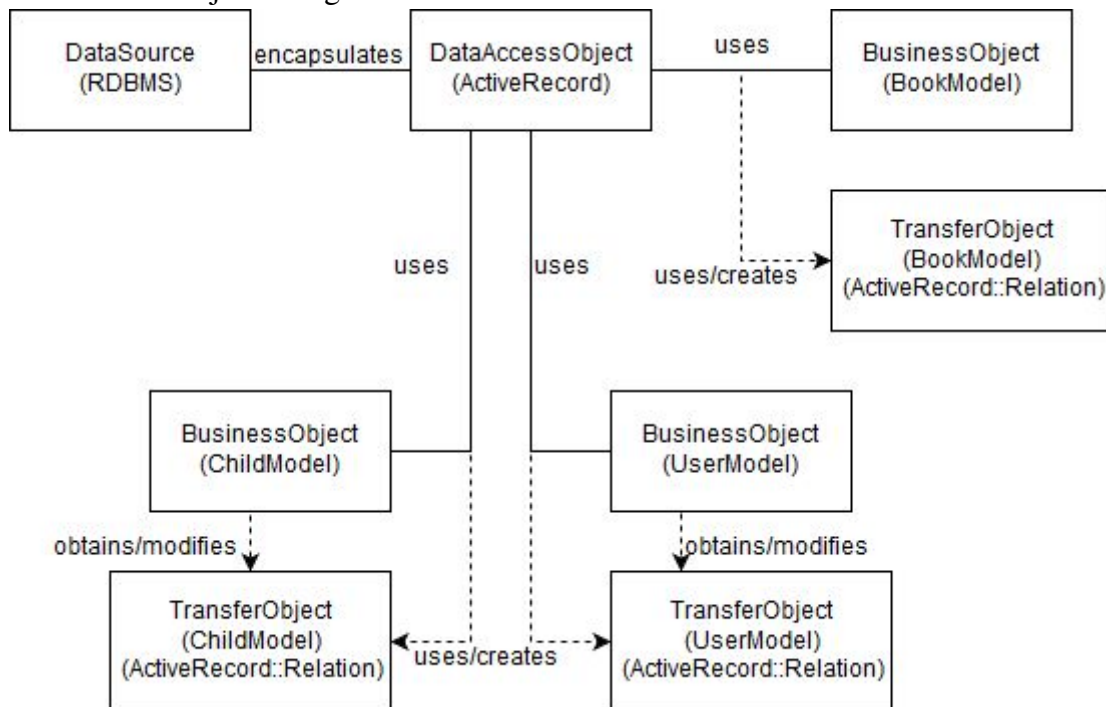 DataSource
(RDBMS)
encapsulates
DataAccessObject
(ActiveRecord)
uses
BusinessObject
(BookModel)
TransferObject
(BookModel)
(ActiveRecord::Relation)
uses/creates
uses
uses
BusinessObject
(ChildModel)
BusinessObject
(UserModel)
obtains/modifies
obtains/modifies
TransferObject
(ChildModel)
(ActiveRecord::Relation)
uses/creates
TransferObject
(UserModel)
(ActiveRecord::Relation)